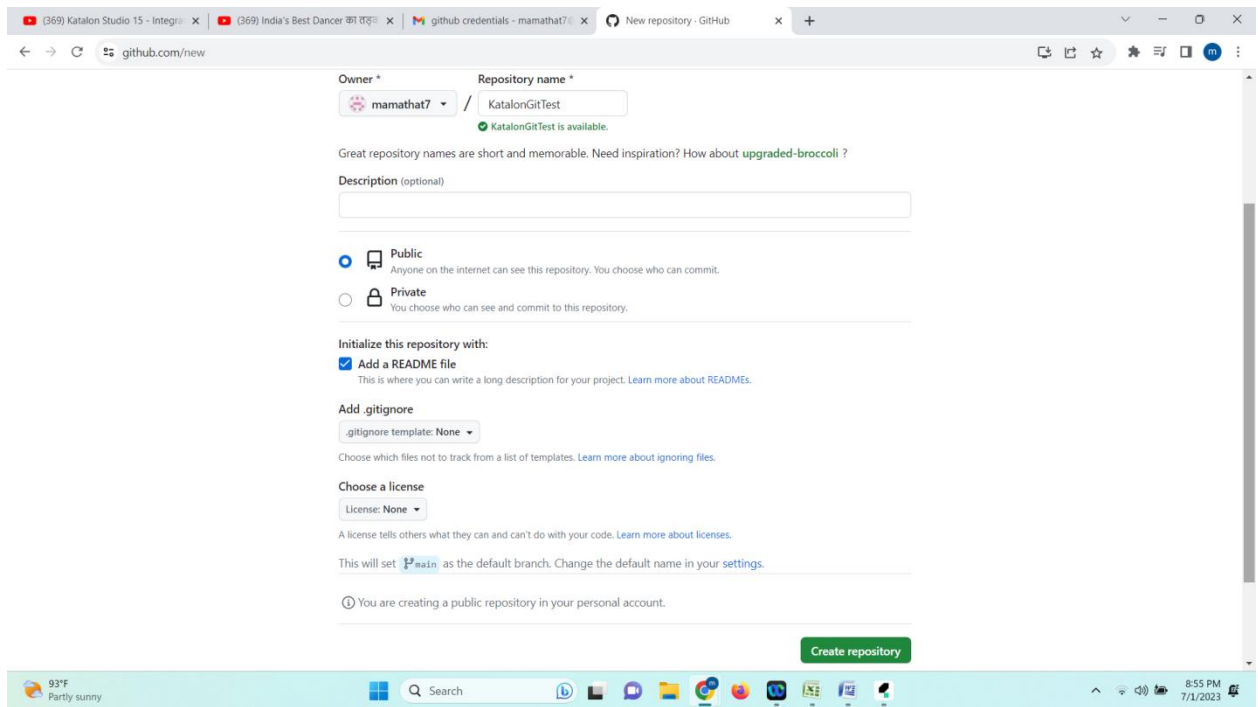 (369) Katalon Studio 15 - Integra
(369) India's Best Dancer का तड़
github credentials - mamathat7
New repository - GitHub
github.com/new
m
Owner *
Repository name *
mamathat7
/
KatalonGitTest
KatalonGitTest is available.
Great repository names are short and memorable. Need inspiration? How about upgraded-broccoli ?
Description (optional)
Public
Anyone on the internet can see this repository. You choose who can commit.
Private
You choose who can see and commit to this repository.
Initialize this repository with:
Add a README file
This is where you can write a long description for your project. Learn more about READMEs.
Add .gitignore
.gitignore template: None
Choose which files not to track from a list of templates. Learn more about ignoring files.
Choose a license
License: None
A license tells others what they can and can't do with your code. Learn more about licenses.
This will set main as the default branch. Change the default name in your settings.
You are creating a public repository in your personal account.
Create repository
93°F
Partly sunny
Search
8:55 PM
7/1/2023